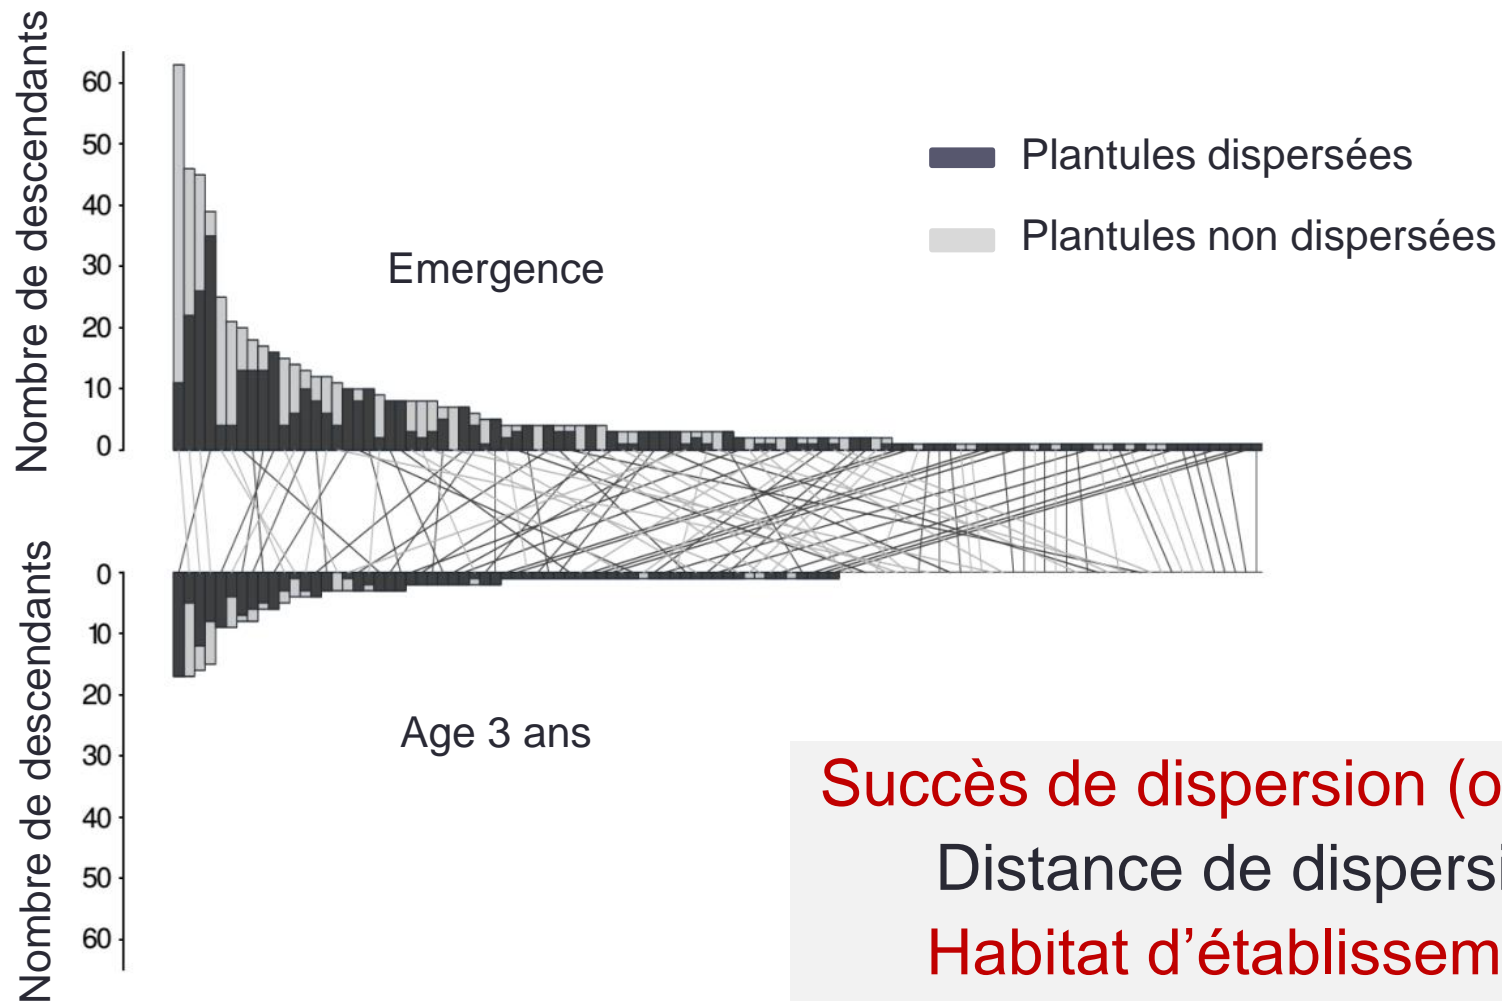 Nombre de descendants
60
50
40
30
20
10
0
Emergence
Plantules dispersées
Plantules non dispersées
Nombre de descendants
0
10
20
30
40
50
60
Age 3 ans
Succès de dispersion (o
Distance de dispersi
Habitat d’établissem